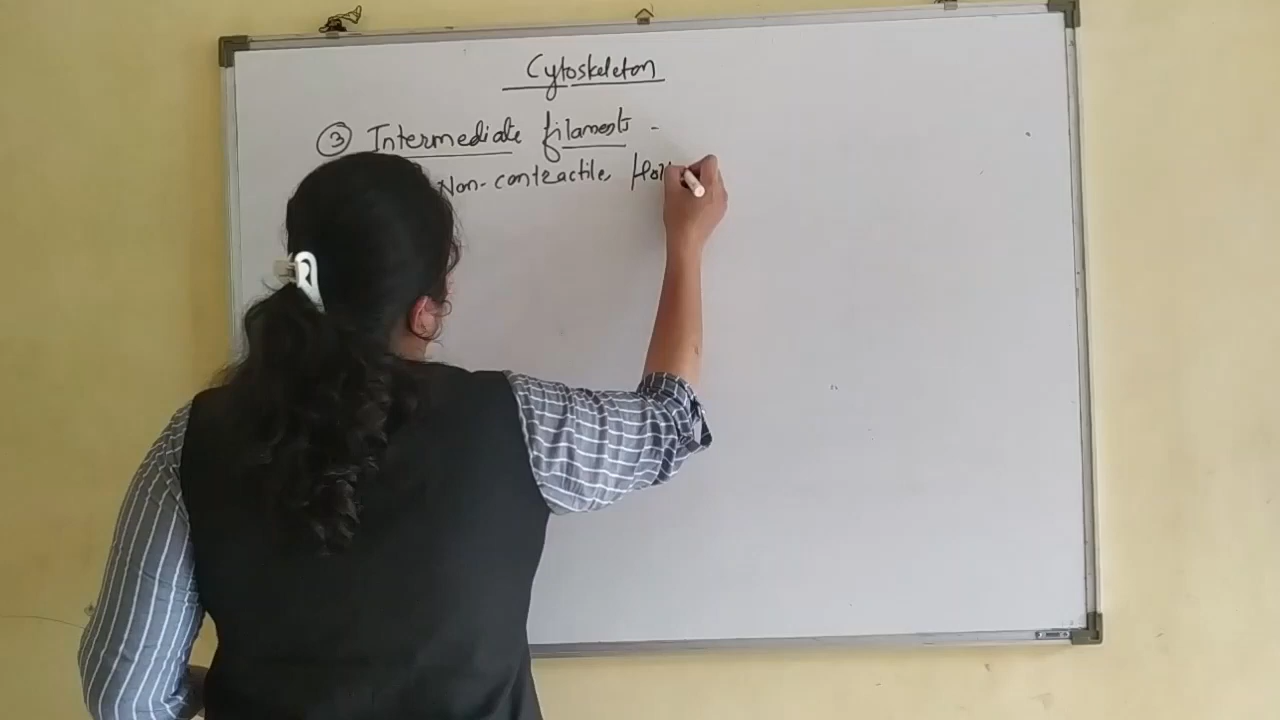 Cytoskeleton
③ Intermediate filaments -
Non-contractile,